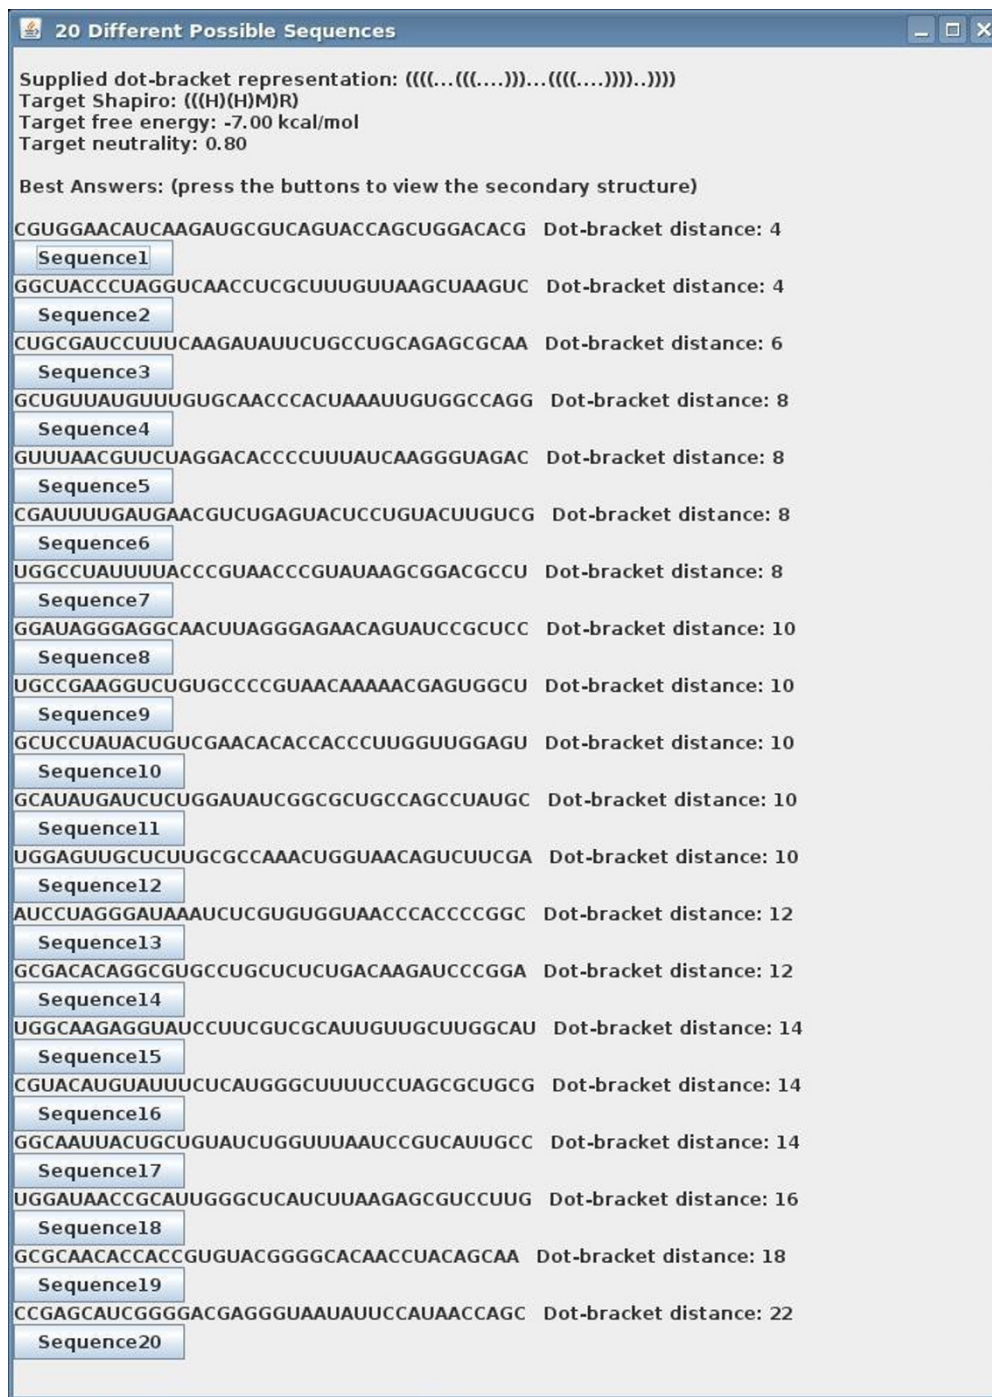 20 Different Possible Sequences
Supplied dot-bracket representation: ((((...(((....)))...((((....))))..))))
Target Shapiro: (((H)(H)M)R)
Target free energy: -7.00 kcal/mol
Target neutrality: 0.80
Best Answers: (press the buttons to view the secondary structure)
CGUGGAACAUCAAGAUGCGUCAGUACCAGCUGGACACG Dot-bracket distance: 4
Sequence1
GGCUACCCUAGGUCAACCUCGCUUUGUUAAGCUAAGUC Dot-bracket distance: 4
Sequence2
CUGCGAUCCUUUCAAGAUAUUCUGCCUGCAGAGCGCAA Dot-bracket distance: 6
Sequence3
GCUGUUAUGUUUGUGCAACCCACUAAAUUGUGGCCAGG Dot-bracket distance: 8
Sequence4
GUUUAACGUUCUAGGACACCCCUUUAUCAAGGGUAGAC Dot-bracket distance: 8
Sequence5
CGAUUUUGAUGAACGUCUGAGUACUCCUGUACUUGUCG Dot-bracket distance: 8
Sequence6
UGGCCUAUUUUACCCGUAACCCGUAUAAGCGGACGCCU Dot-bracket distance: 8
Sequence7
GGAUAGGGAGGCAACUUAGGGAGAACAGUAUCCGCUCC Dot-bracket distance: 10
Sequence8
UGCCGAAGGUCUGUGCCCCGUAACAAAAACGAGUGGCU Dot-bracket distance: 10
Sequence9
GCUCCUAUACUGUCGAACACACCACCCUUGGUUGGAGU Dot-bracket distance: 10
Sequence10
GCAUAUGAUCUCUGGAUAUCGGCGCUGCCAGCCUAUGC Dot-bracket distance: 10
Sequence11
UGGAGUUGCUCUUGCGCCAAACUGGUAACAGUCUUCGA Dot-bracket distance: 10
Sequence12
AUCCUAGGGAUAAAUCUCGUGUGGUAACCCACCCCGGC Dot-bracket distance: 12
Sequence13
GCGACACAGGCGUGCCUGCUCUCUGACAAGAUCCCGGA Dot-bracket distance: 12
Sequence14
UGGCAAGAGGUAUCCUUCGUCGCAUUGUUGCUUGGCAU Dot-bracket distance: 14
Sequence15
CGUACAUGUAUUUCUCAUGGGCUUUUCCUAGCGCUGCG Dot-bracket distance: 14
Sequence16
GGCAAUUACUGCUGUAUCUGGUUUAAUCCGUCAUUGCC Dot-bracket distance: 14
Sequence17
UGGAUAACCGCAUUGGGCUCAUCUUAAGAGCGUCCUUG Dot-bracket distance: 16
Sequence18
GCGCAACACCACCGUGUACGGGGCACAACCUACAGCAA Dot-bracket distance: 18
Sequence19
CCGAGCAUCGGGGACGAGGGUAAUAUUCCAUAACCAGC Dot-bracket distance: 22
Sequence20